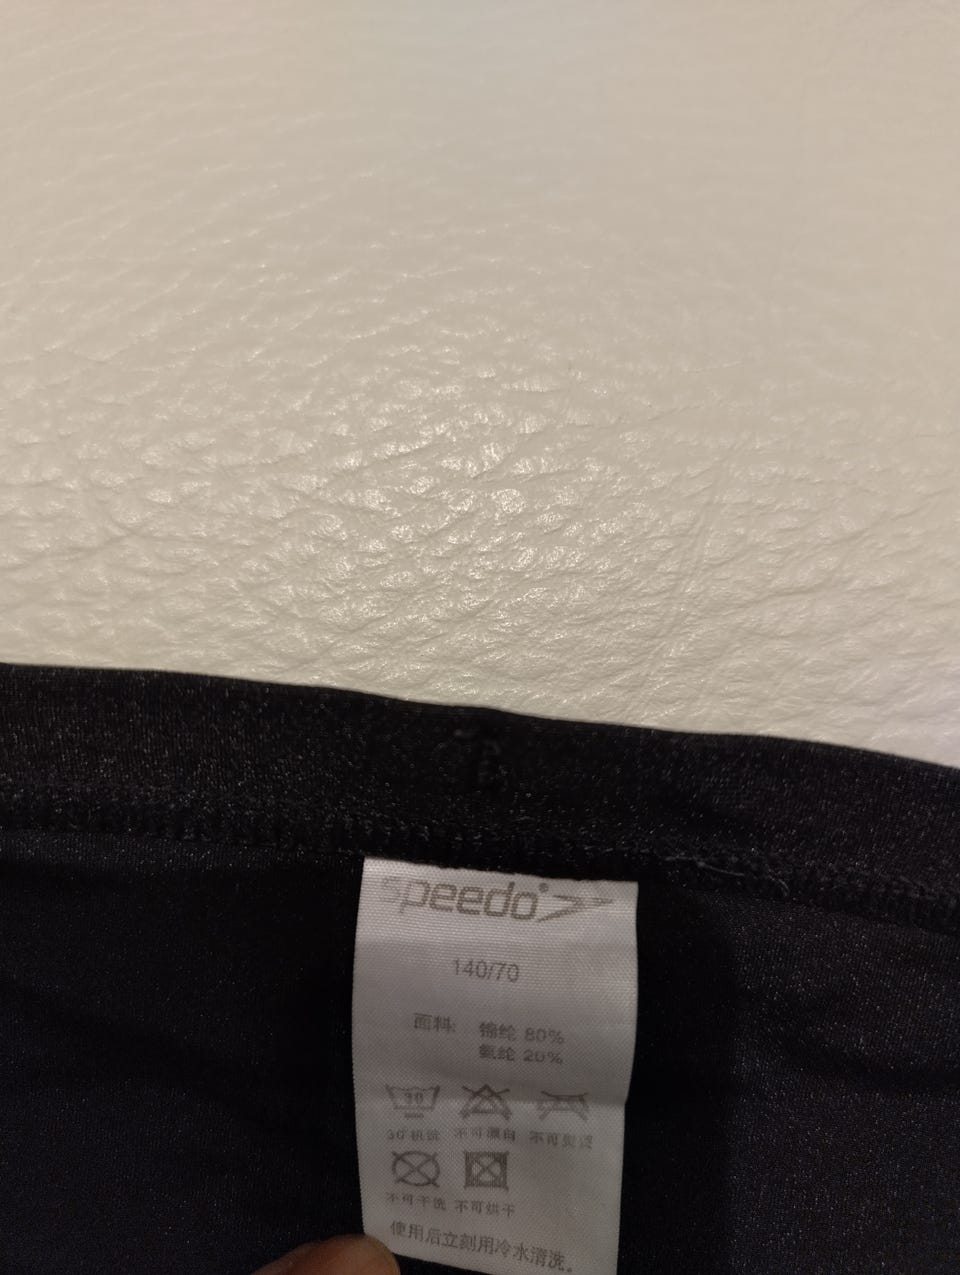 speedo®
140/70
面料: 锦纶 80%
氨纶 20%
30
30°机洗 不可漂白 不可熨烫
不可干洗 不可烘干
使用后立刻用冷水清洗。